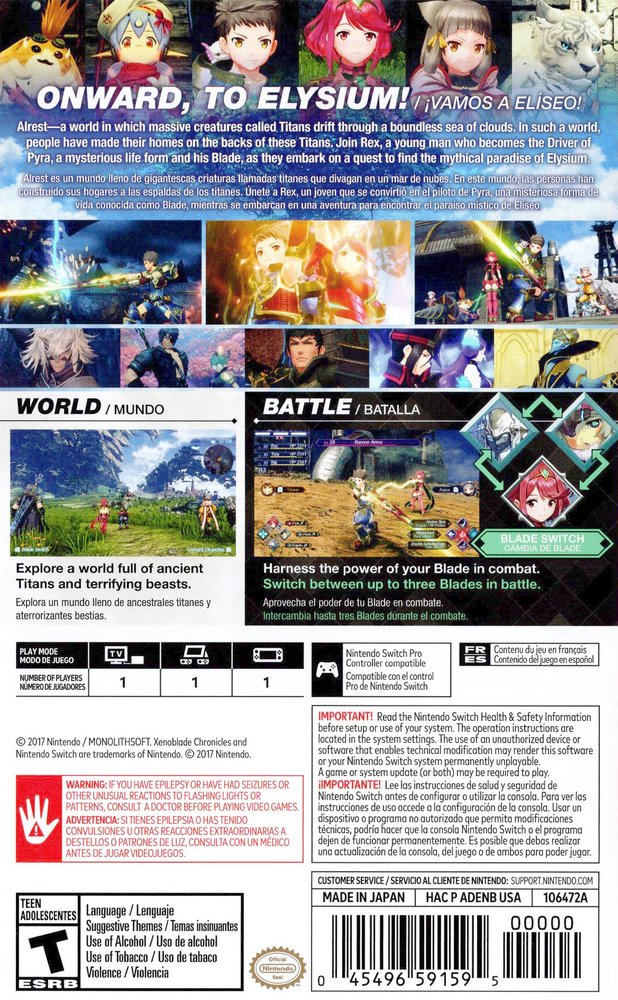 ONWARD, TO ELYSIUM! / ¡VAMOS A ELÍSEO!
Alrest—a world in which massive creatures called Titans drift through a boundless sea of clouds. In such a world,
people have made their homes on the backs of these Titans. Join Rex, a young man who becomes the Driver of
Pyra, a mysterious life form and his Blade, as they embark on a quest to find the mythical paradise of Elysium.
Alrest es un mundo lleno de gigantescas criaturas llamadas titanes que divagan en un mar de nubes. En este mundo, las personas han
construido sus hogares a las espaldas de los titanes. Únete a Rex, un joven que se convirtió en el piloto de Pyra, una misteriosa forma de
vida conocida como Blade, mientras se embarcan en una aventura para encontrar el paraíso místico de Elíseo.
WORLD / MUNDO
Explore a world full of ancient
Titans and terrifying beasts.
Explora un mundo lleno de ancestrales titanes y
aterrorizantes bestias.
BATTLE / BATALLA
BLADE SWITCH
CAMBIA DE BLADE
Harness the power of your Blade in combat.
Switch between up to three Blades in battle.
Aprovecha el poder de tu Blade en combate.
Intercambia hasta tres Blades durante el combate.
PLAY MODE
MODO DE JUEGO
TV
NUMBER OF PLAYERS
NÚMERO DE JUGADORES
1
1
1
Nintendo Switch Pro
Controller compatible
Compatible con el control
Pro de Nintendo Switch
FR
ES
Contenu du jeu en français
Contenido del juego en español
© 2017 Nintendo / MONOLITHSOFT. Xenoblade Chronicles and
Nintendo Switch are trademarks of Nintendo. © 2017 Nintendo.
WARNING: IF YOU HAVE EPILEPSY OR HAVE HAD SEIZURES OR
OTHER UNUSUAL REACTIONS TO FLASHING LIGHTS OR
PATTERNS, CONSULT A DOCTOR BEFORE PLAYING VIDEO GAMES.
ADVERTENCIA: SI TIENES EPILEPSIA O HAS TENIDO
CONVULSIONES U OTRAS REACCIONES EXTRAORDINARIAS A
DESTELLOS O PATRONES DE LUZ, CONSULTA CON UN MÉDICO
ANTES DE JUGAR VIDEOJUEGOS.
IMPORTANT! Read the Nintendo Switch Health & Safety Information
before setup or use of your system. The operation instructions are
located in the system settings. The use of an unauthorized device or
software that enables technical modification may render this software
or your Nintendo Switch system permanently unplayable.
A game or system update (or both) may be required to play.
¡IMPORTANTE! Lee las instrucciones de salud y seguridad de
Nintendo Switch antes de configurar o utilizar la consola. Para ver las
instrucciones de uso accede a la configuración de la consola. Usar un
dispositivo o programa no autorizado que permita modificaciones
técnicas, podría hacer que la consola Nintendo Switch o el programa
dejen de funcionar permanentemente. Es posible que debas realizar
una actualización de la consola, del juego o de ambos para poder jugar.
CUSTOMER SERVICE / SERVICIO AL CLIENTE DE NINTENDO: SUPPORT.NINTENDO.COM
MADE IN JAPAN
HAC P ADENB USA
106472A
TEEN
ADOLESCENTES
T
ESRB
Language / Lenguaje
Suggestive Themes / Temas insinuantes
Use of Alcohol / Uso de alcohol
Use of Tobacco / Uso de tabaco
Violence / Violencia
Official
Nintendo
Seal
00000
0 45496 59159 5